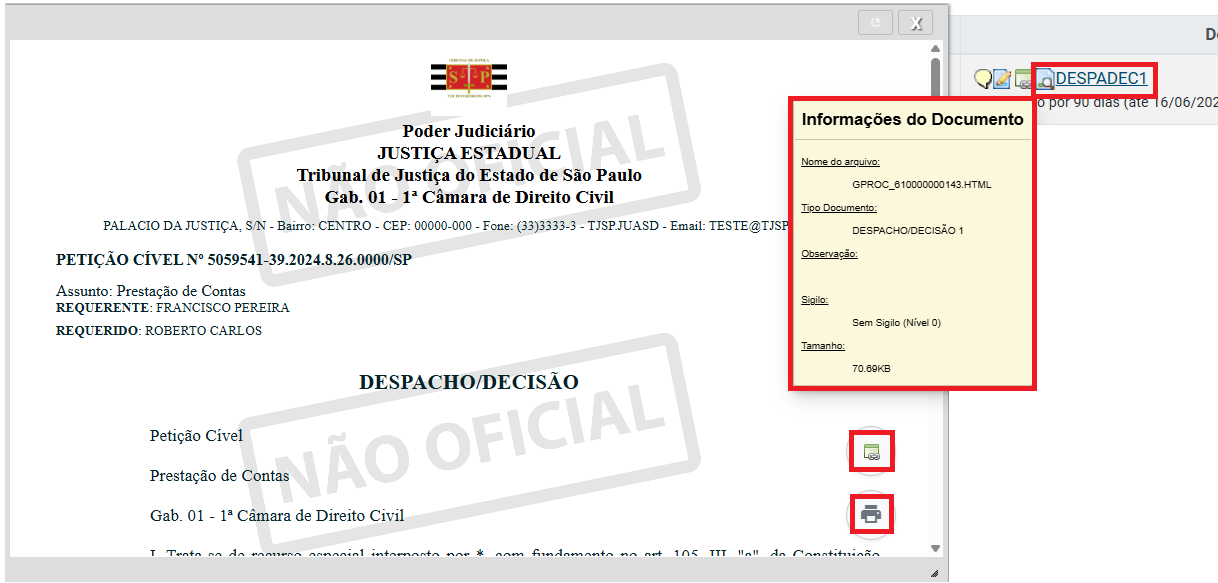 X
Poder Judiciário
JUSTIÇA ESTADUAL
Tribunal de Justiça do Estado de São Paulo
Gab. 01 - 1ª Câmara de Direito Civil
PALACIO DA JUSTIÇA, S/N - Bairro: CENTRO - CEP: 00000-000 - Fone: (33)3333-3 - TJSP.JUASD - Email: TESTE@TJSP
PETIÇÃO CÍVEL Nº 5059541-39.2024.8.26.0000/SP
Assunto: Prestação de Contas
REQUERENTE: FRANCISCO PEREIRA
REQUERIDO: ROBERTO CARLOS
NÃO OFICIAL
DESPACHO/DECISÃO
Petição Cível
Prestação de Contas
Gab. 01 - 1ª Câmara de Direito Civil
NÃO OFICIAL
I. Trata-se de recurso especial interposto por *, com fundamento no art. 105, III, "a", da Constituição
DESPADEC1
o por 90 dias (até 16/06/202
Informações do Documento
Nome do arquivo:
GPROC_610000000143.HTML
Tipo Documento:
DESPACHO/DECISÃO 1
Observação:
Sigilo:
Sem Sigilo (Nível 0)
Tamanho:
70.69KB